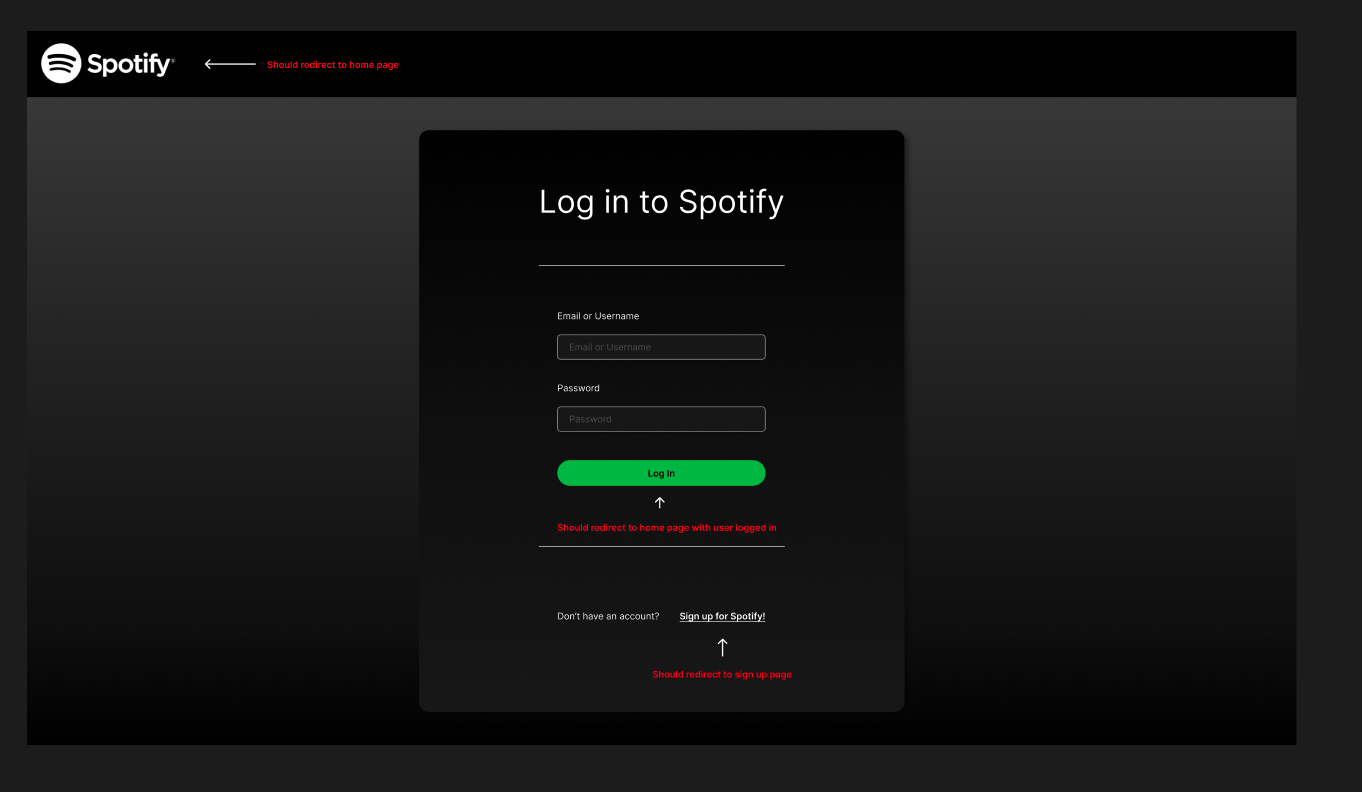 Spotify®
Should redirect to home page
Log in to Spotify
Email or Username
Email or Username
Password
Password
Log In
Should redirect to home page with user logged in
Don't have an account? Sign up for Spotify!
Should redirect to sign up page